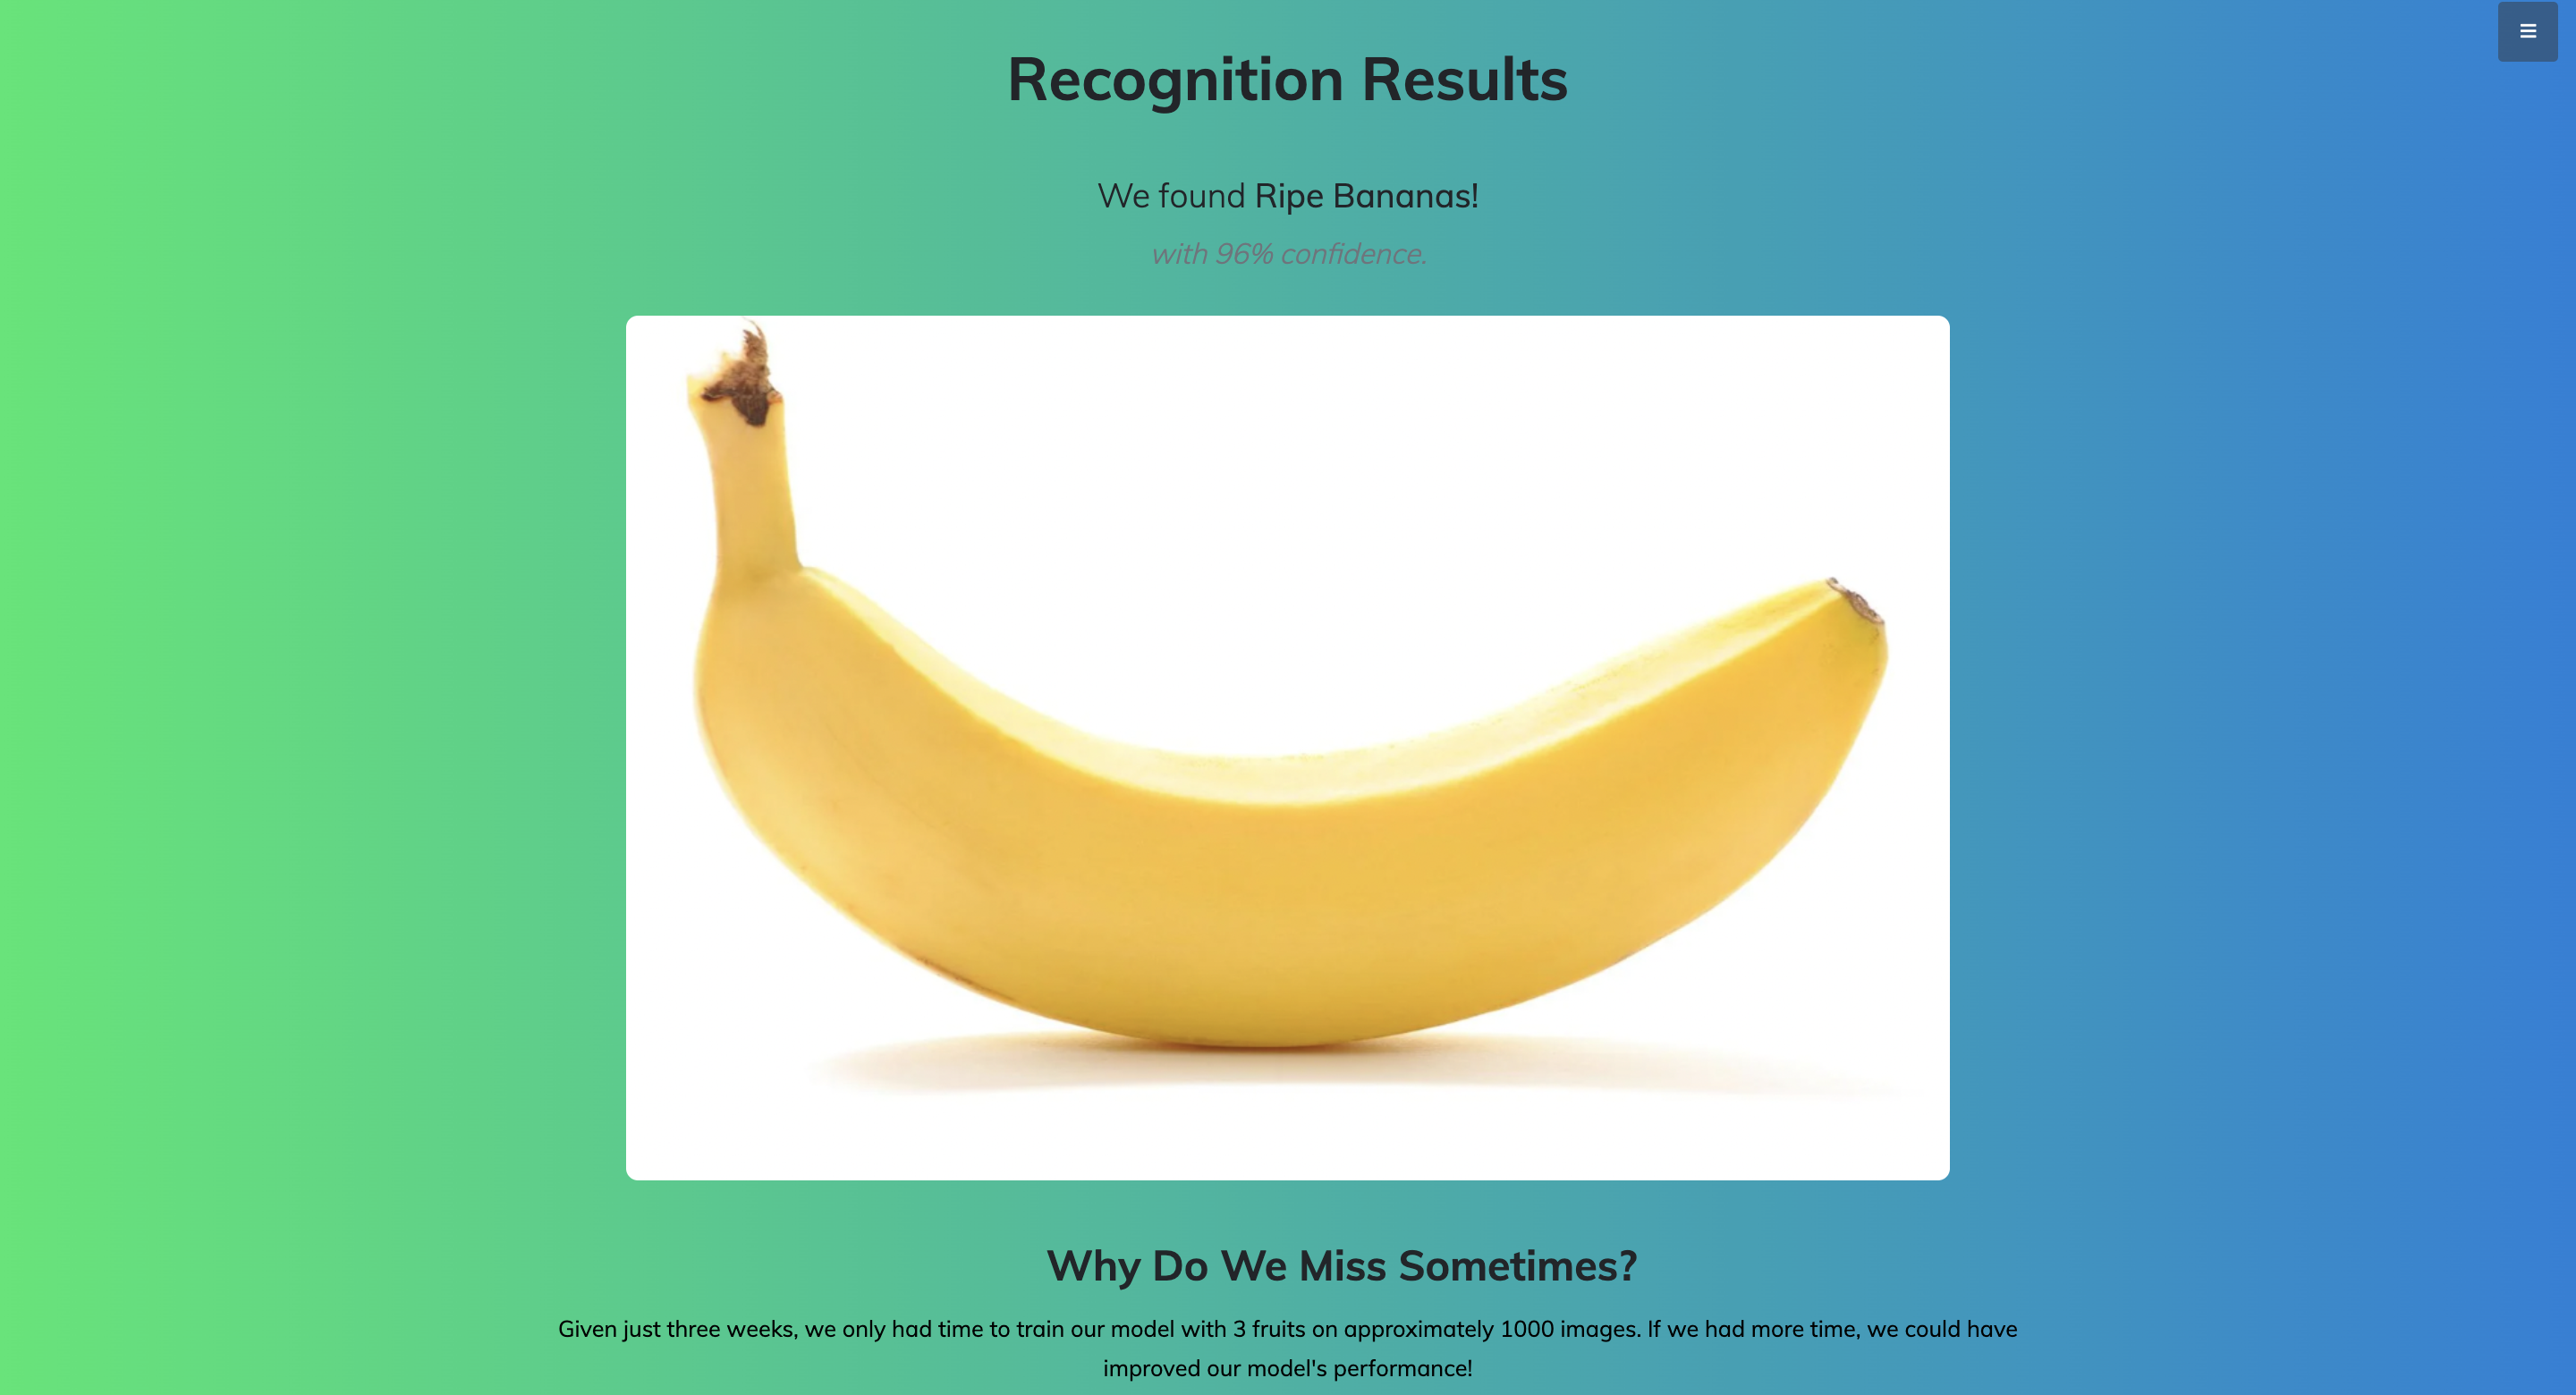 Recognition Results
We found Ripe Bananas!
with 96% confidence.
Why Do We Miss Sometimes?
Given just three weeks, we only had time to train our model with 3 fruits on approximately 1000 images. If we had more time, we could have
improved our model's performance!